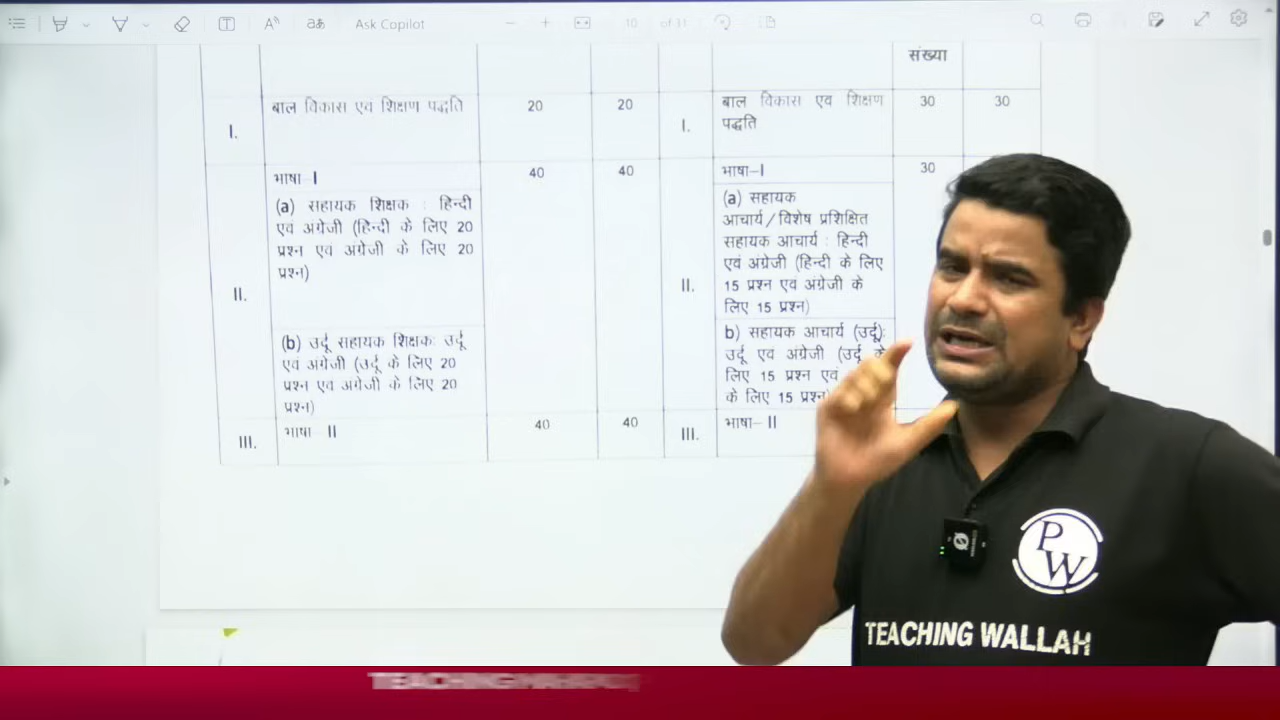 Ask Copilot
10 of 31
संख्या
I.
बाल विकास एव शिक्षण पद्धति
20
20
I.
बाल विकास एव शिक्षण
पद्धति
30
30
II.
भाषा–I
40
40
(a) सहायक शिक्षक : हिन्दी
एव अंग्रेजी (हिन्दी के लिए 20
प्रश्न एव अंग्रेजी के लिए 20
प्रश्न)
(b) उर्दू सहायक शिक्षकः उर्दू
एव अंग्रेजी (उर्दू के लिए 20
प्रश्न एव अंग्रेजी के लिए 20
प्रश्न)
II.
भाषा–I
30
(a) सहायक
आचार्य/विशेष प्रशिक्षित
सहायक आचार्य : हिन्दी
एवं अंग्रेजी (हिन्दी के लिए
15 प्रश्न एवं अंग्रेजी के
लिए 15 प्रश्न)
b) सहायक आचार्य (उर्दू):
उर्दू एवं अंग्रेजी (उर्दू के
लिए 15 प्रश्न एवं
के लिए 15 प्रश्न)
III.
भाषा– II
40
40
III.
भाषा– II
PW
TEACHING WALLAH
TEACHING